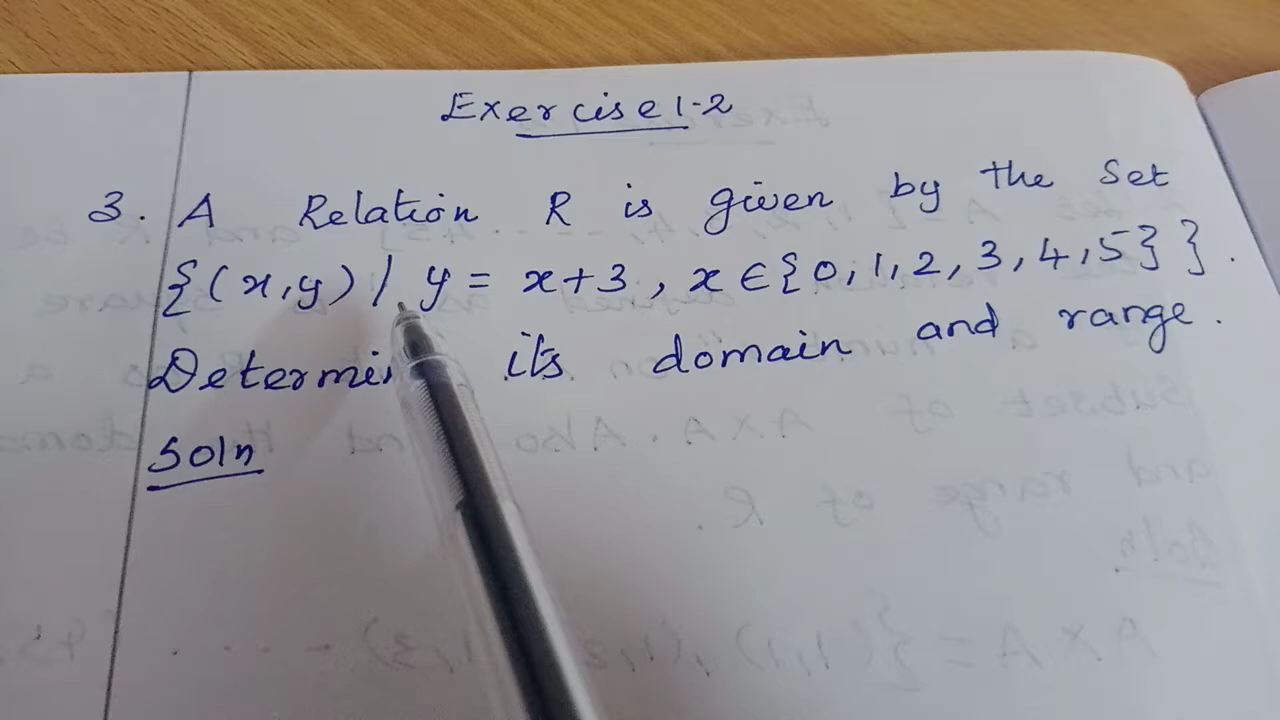 Exercise 1.2
3. A Relation R is given by the Set
{(x,y) / y = x+3, x ∈ {0,1,2,3,4,5} }.
its domain and range.
Soln